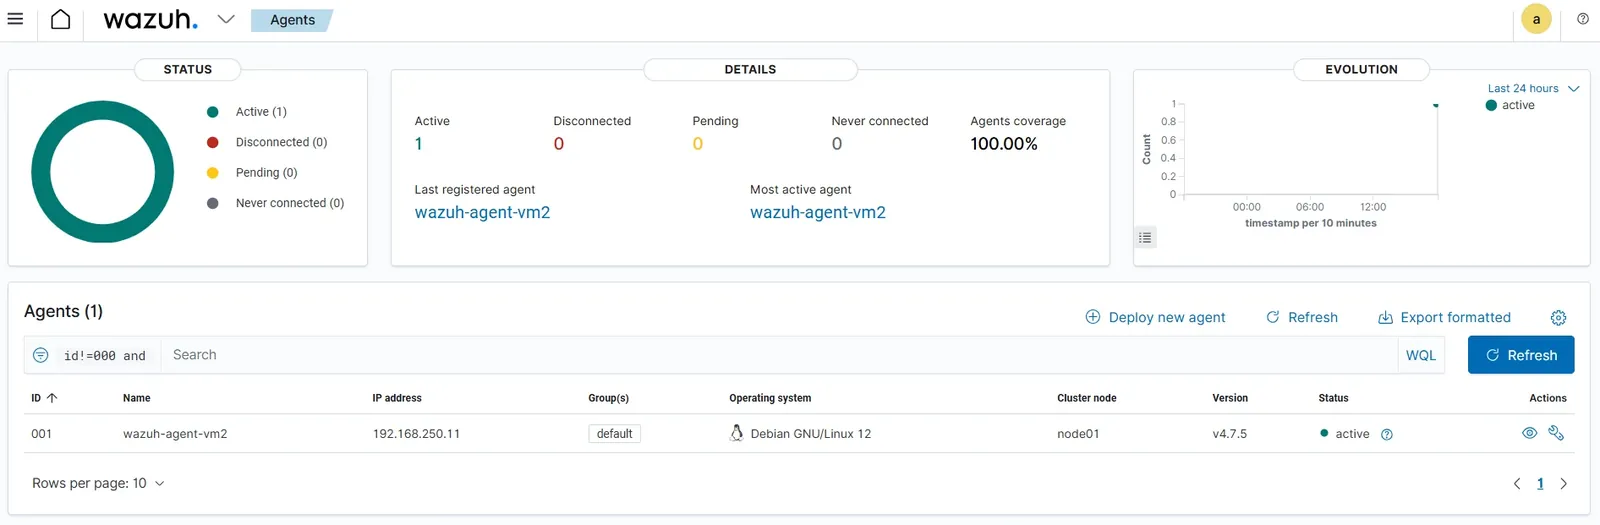 wazuh. Agents a
STATUS
Active (1)
Disconnected (0)
Pending (0)
Never connected (0)
DETAILS
Active Disconnected Pending Never connected Agents coverage
1 0 0 0 100.00%
Last registered agent Most active agent
wazuh-agent-vm2 wazuh-agent-vm2
EVOLUTION
Last 24 hours
active
1
0.8
0.6
0.4
0.2
0
Count
00:00 06:00 12:00
timestamp per 10 minutes
Agents (1)
Deploy new agent Refresh Export formatted
id!=000 and Search WQL Refresh
ID Name IP address Group(s) Operating system Cluster node Version Status Actions
001 wazuh-agent-vm2 192.168.250.11 default Debian GNU/Linux 12 node01 v4.7.5 active
Rows per page: 10 1